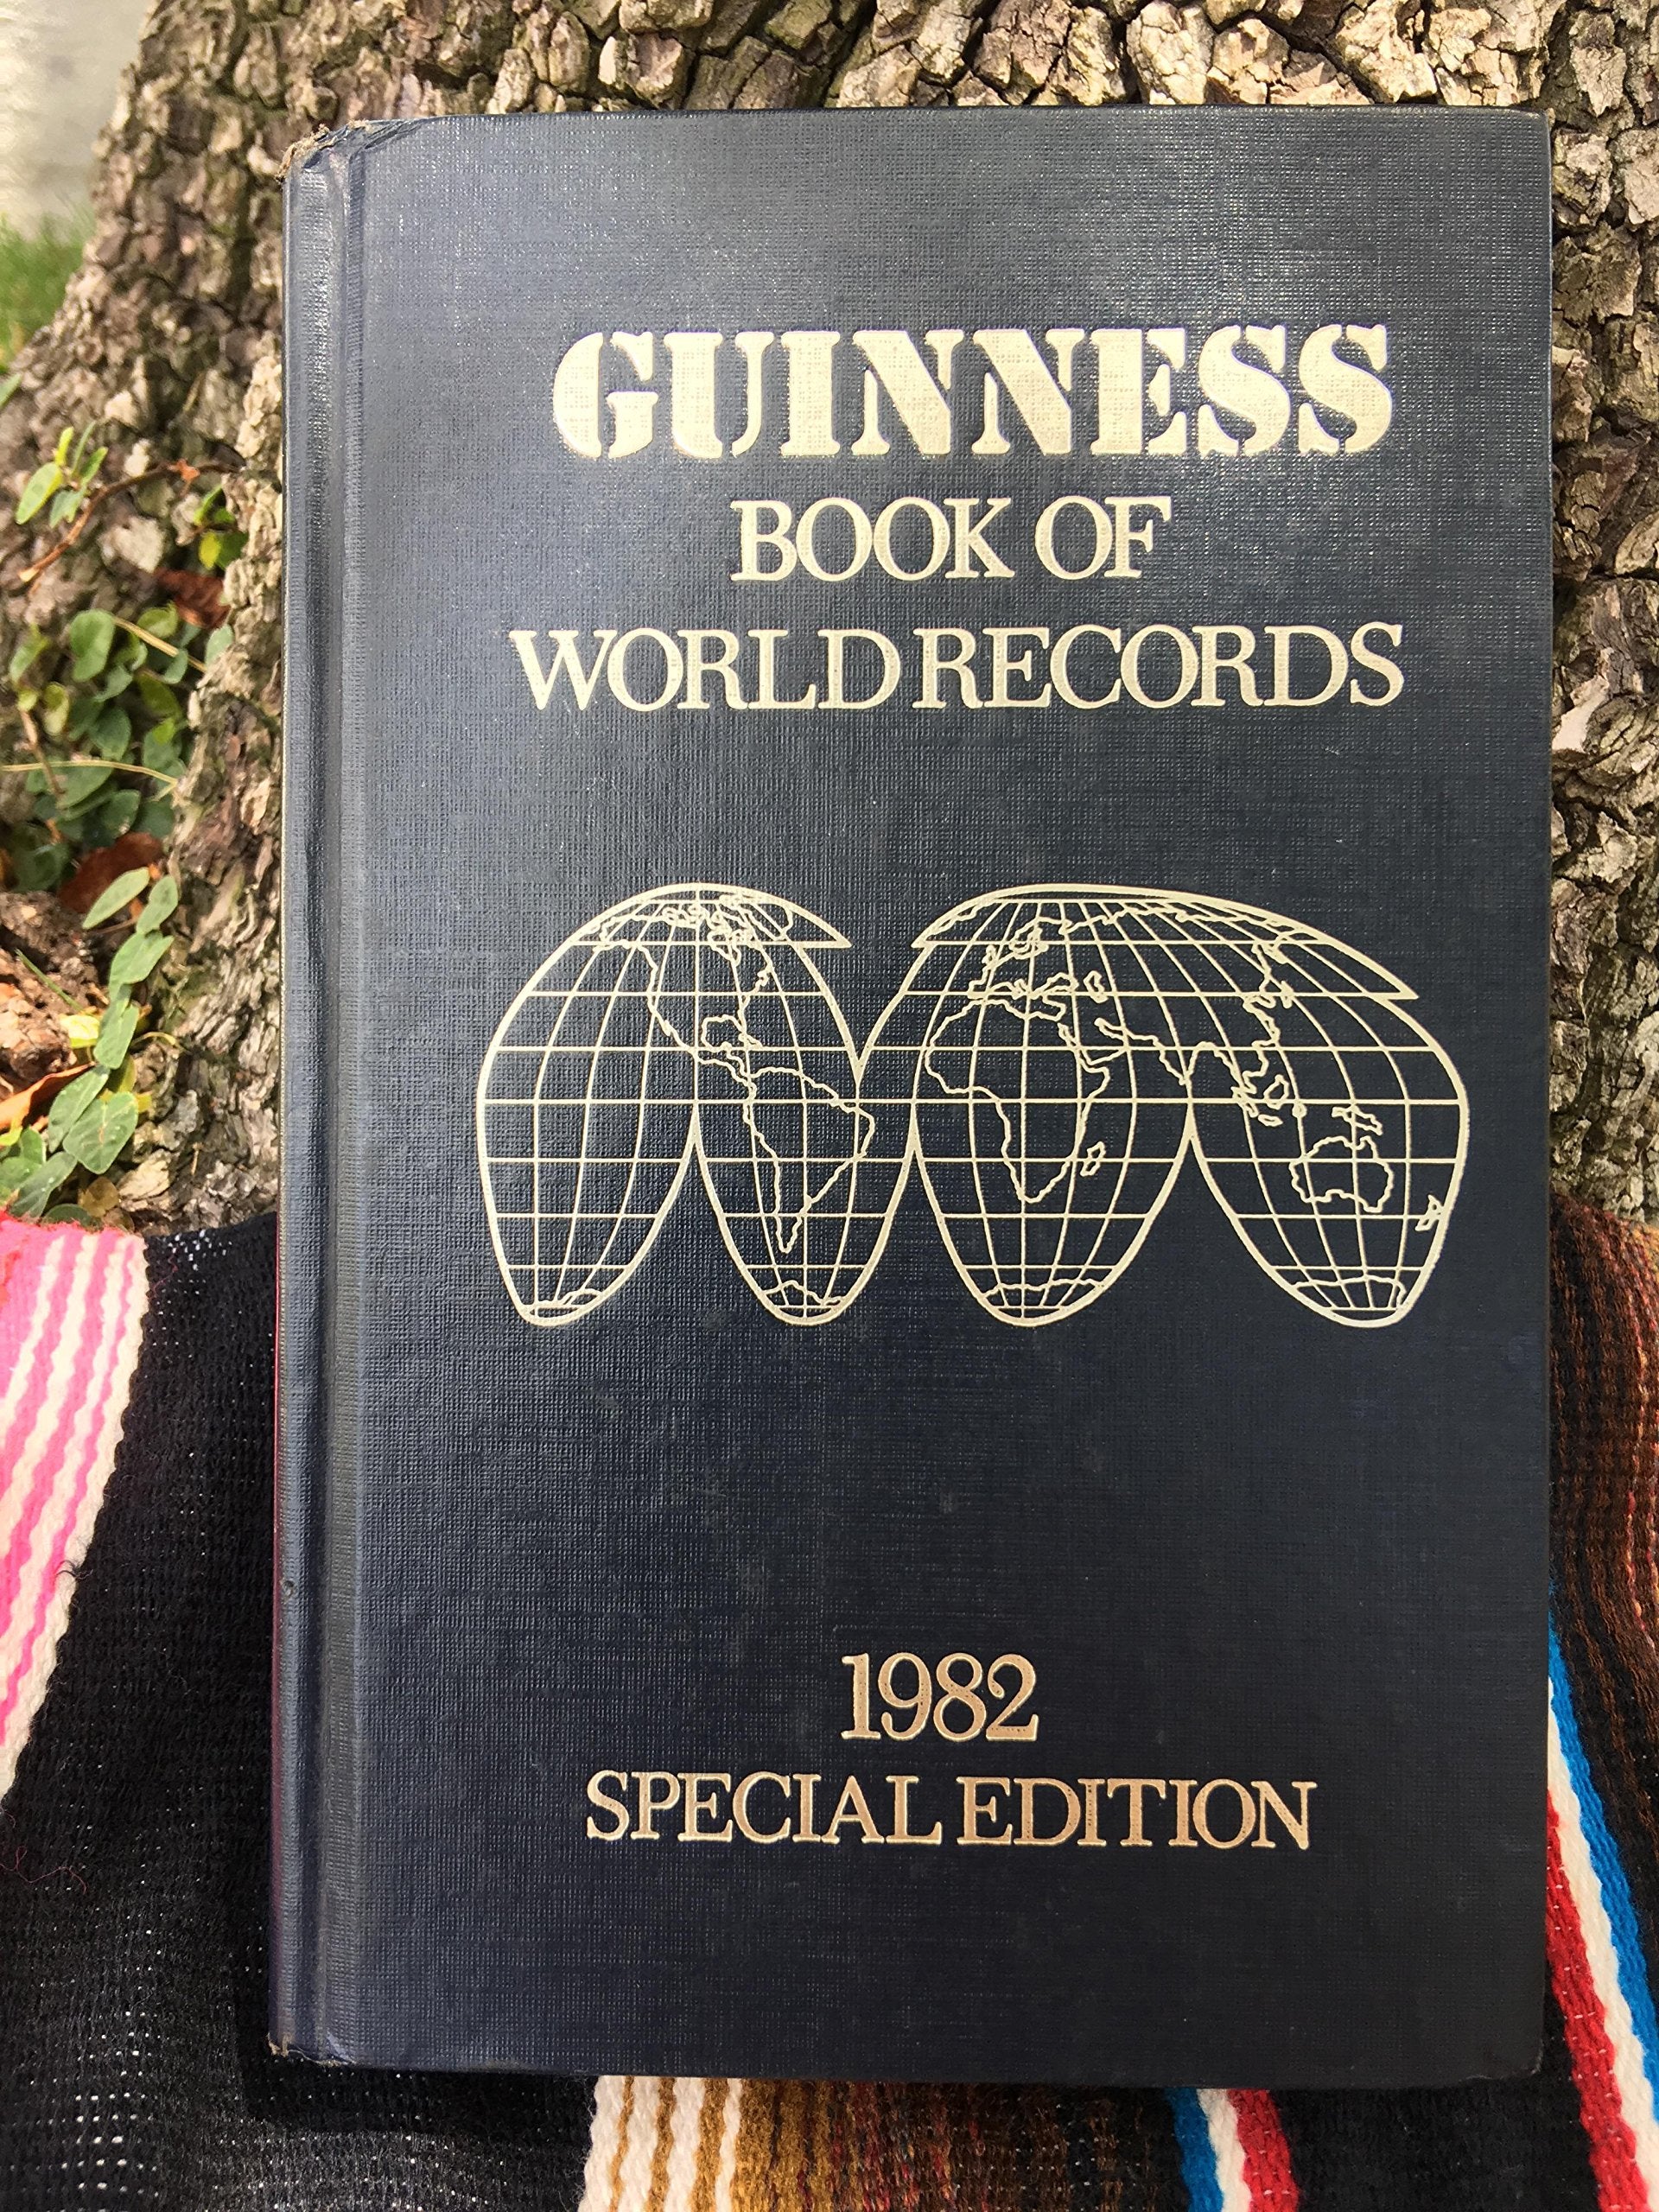 GUINNESS
BOOK OF
WORLD RECORDS
1982
SPECIAL EDITION